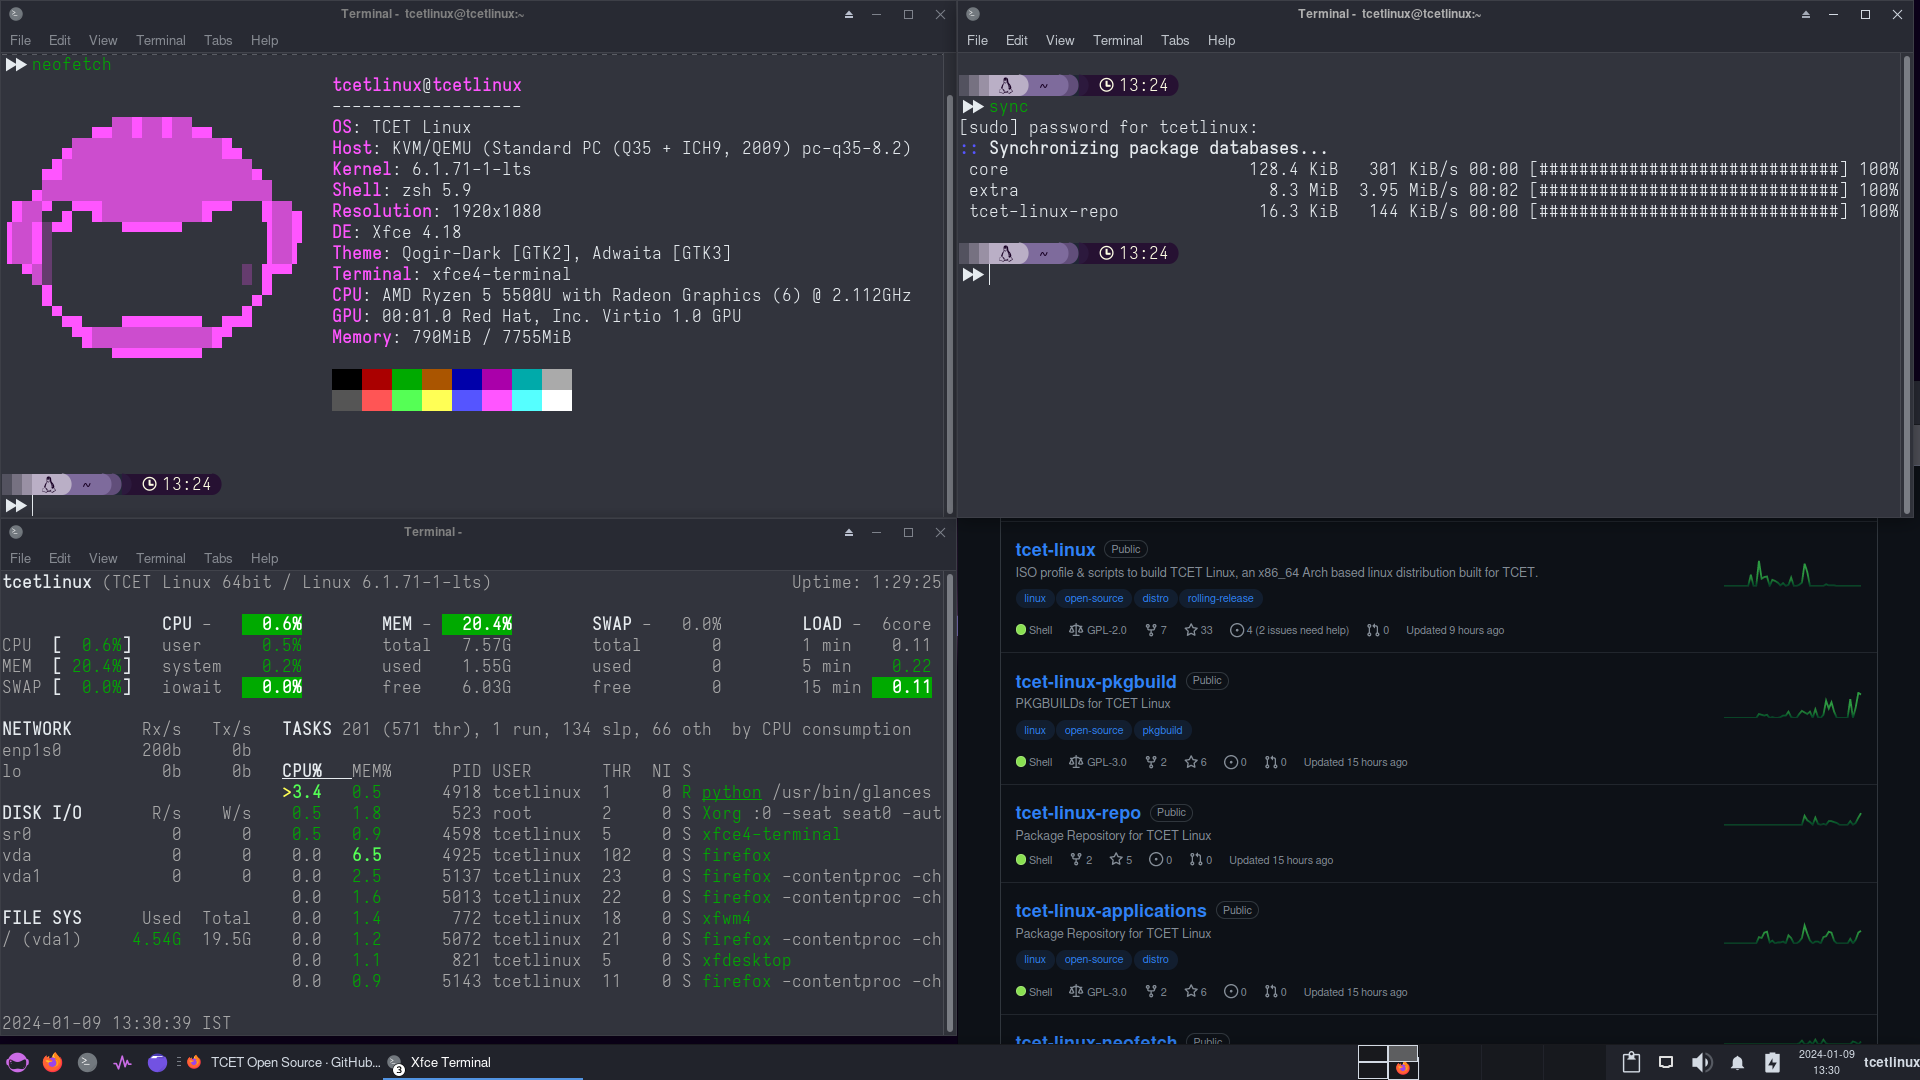 Terminal - tcetlinux@tcetlinux:~
File Edit View Terminal Tabs Help
neofetch
tcetlinux@tcetlinux
-------------------
OS: TCET Linux
Host: KVM/QEMU (Standard PC (Q35 + ICH9, 2009) pc-q35-8.2)
Kernel: 6.1.71-1-lts
Shell: zsh 5.9
Resolution: 1920x1080
DE: Xfce 4.18
Theme: Qogir-Dark [GTK2], Adwaita [GTK3]
Terminal: xfce4-terminal
CPU: AMD Ryzen 5 5500U with Radeon Graphics (6) @ 2.112GHz
GPU: 00:01.0 Red Hat, Inc. Virtio 1.0 GPU
Memory: 790MiB / 7755MiB
~ 13:24
Terminal - tcetlinux@tcetlinux:~
File Edit View Terminal Tabs Help
~ 13:24
sync
[sudo] password for tcetlinux:
:: Synchronizing package databases...
core 128.4 KiB 301 KiB/s 00:00 [##############################] 100%
extra 8.3 MiB 3.95 MiB/s 00:02 [##############################] 100%
tcet-linux-repo 16.3 KiB 144 KiB/s 00:00 [##############################] 100%
~ 13:24
Terminal -
File Edit View Terminal Tabs Help
tcetlinux (TCET Linux 64bit / Linux 6.1.71-1-lts) Uptime: 1:29:25
CPU - 0.6% MEM - 20.4% SWAP - 0.0% LOAD - 6core
CPU [ 0.6%] user 0.5% total 7.57G total 0 1 min 0.11
MEM [ 20.4%] system 0.2% used 1.55G used 0 5 min 0.22
SWAP [ 0.0%] iowait 0.0% free 6.03G free 0 15 min 0.11
NETWORK Rx/s Tx/s TASKS 201 (571 thr), 1 run, 134 slp, 66 oth by CPU consumption
enp1s0 200b 0b
lo 0b 0b CPU% MEM% PID USER THR NI S
>3.4 0.5 4918 tcetlinux 1 0 R python /usr/bin/glances
DISK I/O R/s W/s 0.5 1.8 523 root 2 0 S Xorg :0 -seat seat0 -aut
sr0 0 0 0.5 0.9 4598 tcetlinux 5 0 S xfce4-terminal
vda 0 0 0.0 6.5 4925 tcetlinux 102 0 S firefox
vda1 0 0 0.0 2.5 5137 tcetlinux 23 0 S firefox -contentproc -ch
0.0 1.6 5013 tcetlinux 22 0 S firefox -contentproc -ch
FILE SYS Used Total 0.0 1.4 772 tcetlinux 18 0 S xfwm4
/ (vda1) 4.54G 19.5G 0.0 1.2 5072 tcetlinux 21 0 S firefox -contentproc -ch
0.0 1.1 821 tcetlinux 5 0 S xfdesktop
0.0 0.9 5143 tcetlinux 11 0 S firefox -contentproc -ch
2024-01-09 13:30:39 IST
tcet-linux Public
ISO profile & scripts to build TCET Linux, an x86_64 Arch based linux distribution built for TCET.
linux open-source distro rolling-release
Shell GPL-2.0 7 33 4 (2 issues need help) 0 Updated 9 hours ago
tcet-linux-pkgbuild Public
PKGBUILDs for TCET Linux
linux open-source pkgbuild
Shell GPL-3.0 2 6 0 0 Updated 15 hours ago
tcet-linux-repo Public
Package Repository for TCET Linux
Shell 2 5 0 0 Updated 15 hours ago
tcet-linux-applications Public
Package Repository for TCET Linux
linux open-source distro
Shell GPL-3.0 2 6 0 0 Updated 15 hours ago
tcet-linux-neofetch Public
TCET Open Source · GitHub... 3 Xfce Terminal
2024-01-09
13:30
tcetlinux